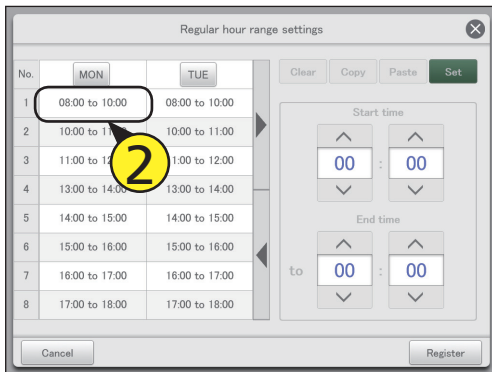 Regular hour range settings
No. MON TUE
Clear Copy Paste Set
1 08:00 to 10:00 08:00 to 10:00
2 10:00 to 11 10:00 to 11:00
3 11:00 to 12 1:00 to 12:00
4 13:00 to 14:00 13:00 to 14:00
5 14:00 to 15:00 14:00 to 15:00
6 15:00 to 16:00 15:00 to 16:00
7 16:00 to 17:00 16:00 to 17:00
8 17:00 to 18:00 17:00 to 18:00
2
Start time
00 : 00
End time
to 00 : 00
Cancel Register